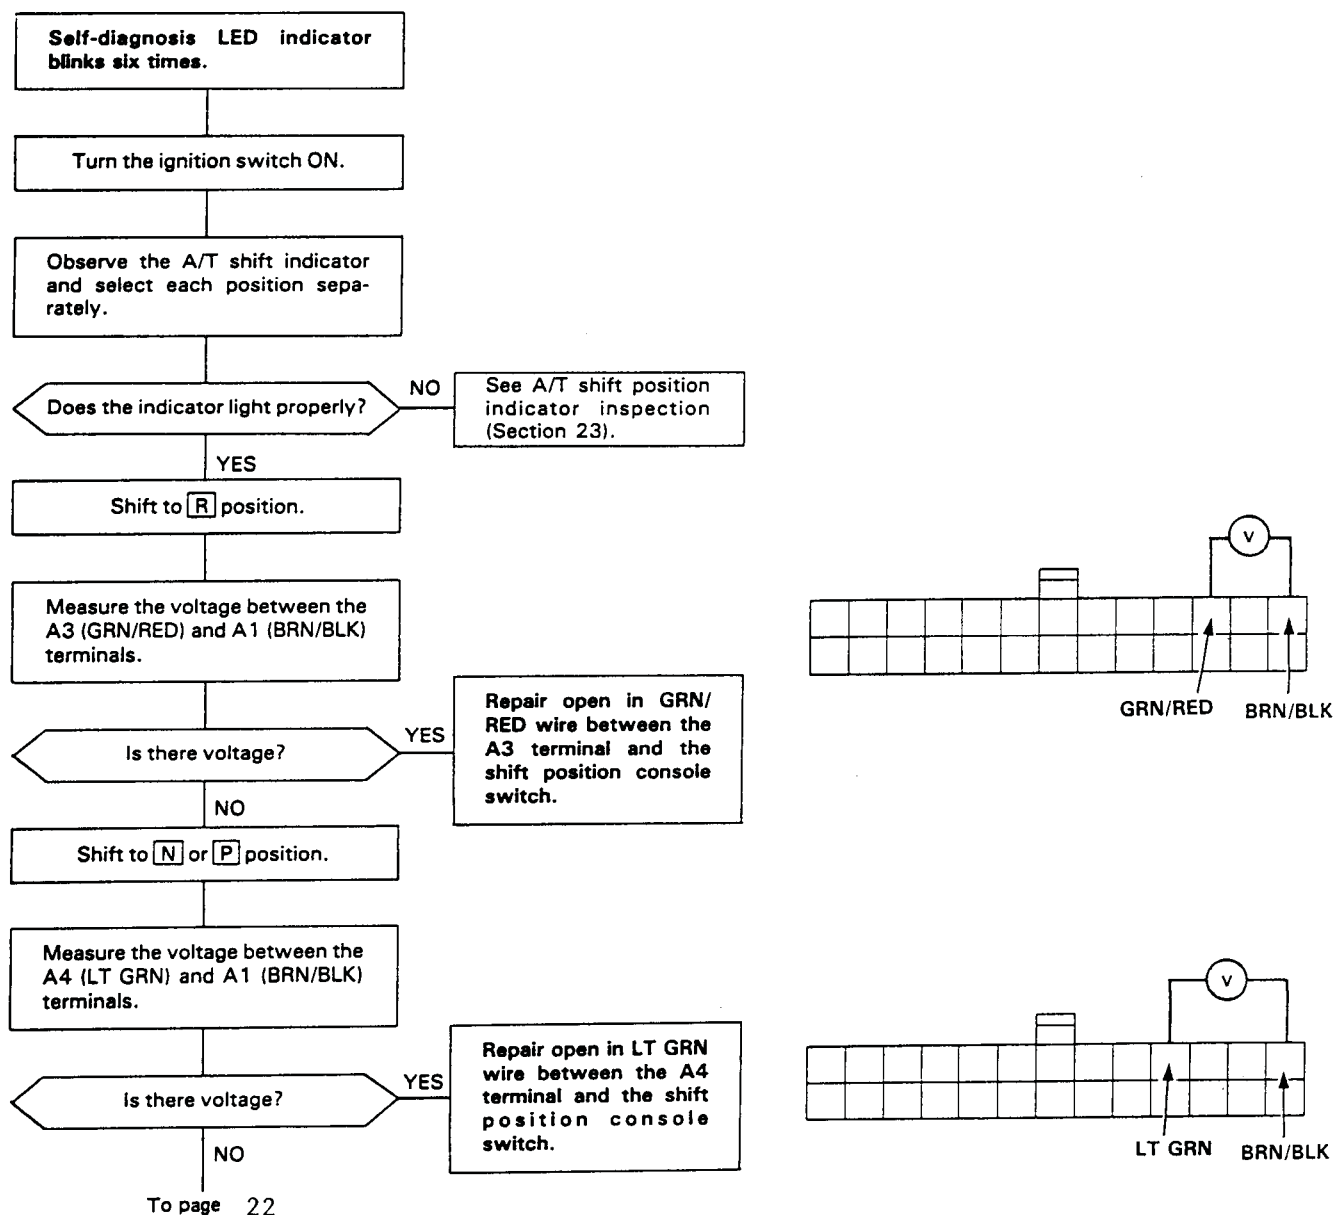 Self-diagnosis LED indicator
blinks six times.
Turn the ignition switch ON.
Observe the A/T shift indicator
and select each position sepa-
rately.
Does the indicator light properly?
NO
See A/T shift position
indicator inspection
(Section 23).
YES
Shift to R position.
Measure the voltage between the
A3 (GRN/RED) and A1 (BRN/BLK)
terminals.
V
GRN/RED
BRN/BLK
Is there voltage?
YES
Repair open in GRN/
RED wire between the
A3 terminal and the
shift position console
switch.
NO
Shift to N or P position.
Measure the voltage between the
A4 (LT GRN) and A1 (BRN/BLK)
terminals.
V
LT GRN
BRN/BLK
Is there voltage?
YES
Repair open in LT GRN
wire between the A4
terminal and the shift
position console
switch.
NO
To page 22